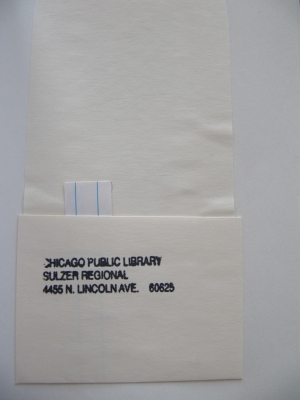 CHICAGO PUBLIC LIBRARY
SULZER REGIONAL
4455 N. LINCOLN AVE. 60625